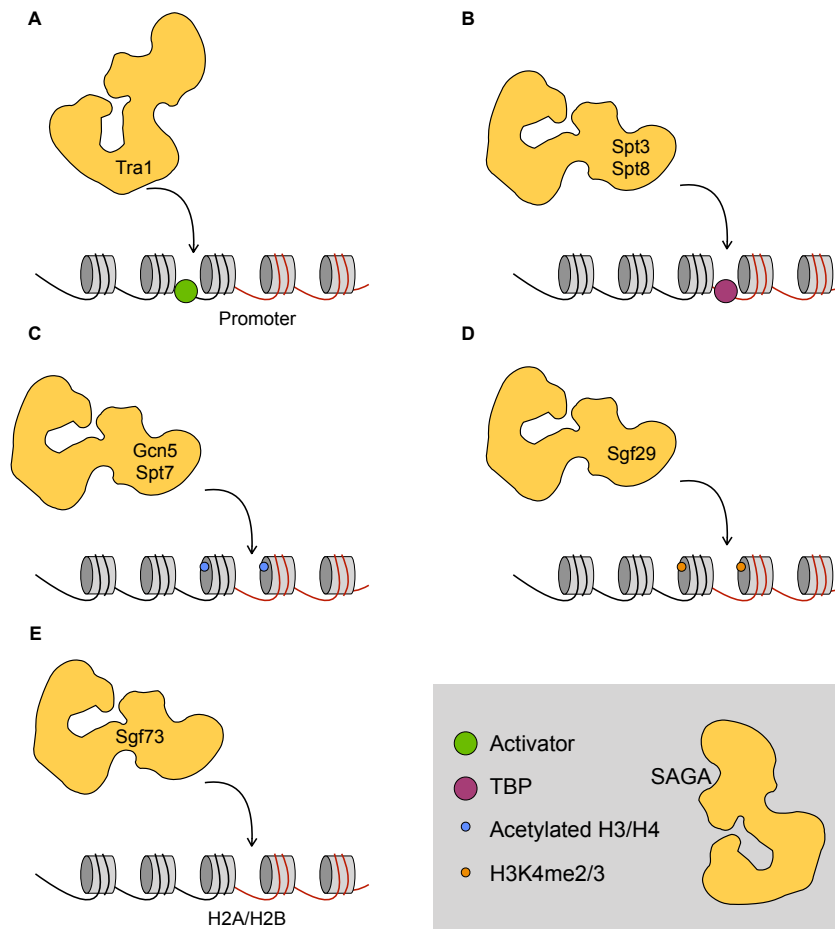 A
Tra1
Promoter
B
Spt3
Spt8
C
Gcn5
Spt7
D
Sgf29
E
Sgf73
H2A/H2B
Activator
TBP
Acetylated H3/H4
H3K4me2/3
SAGA